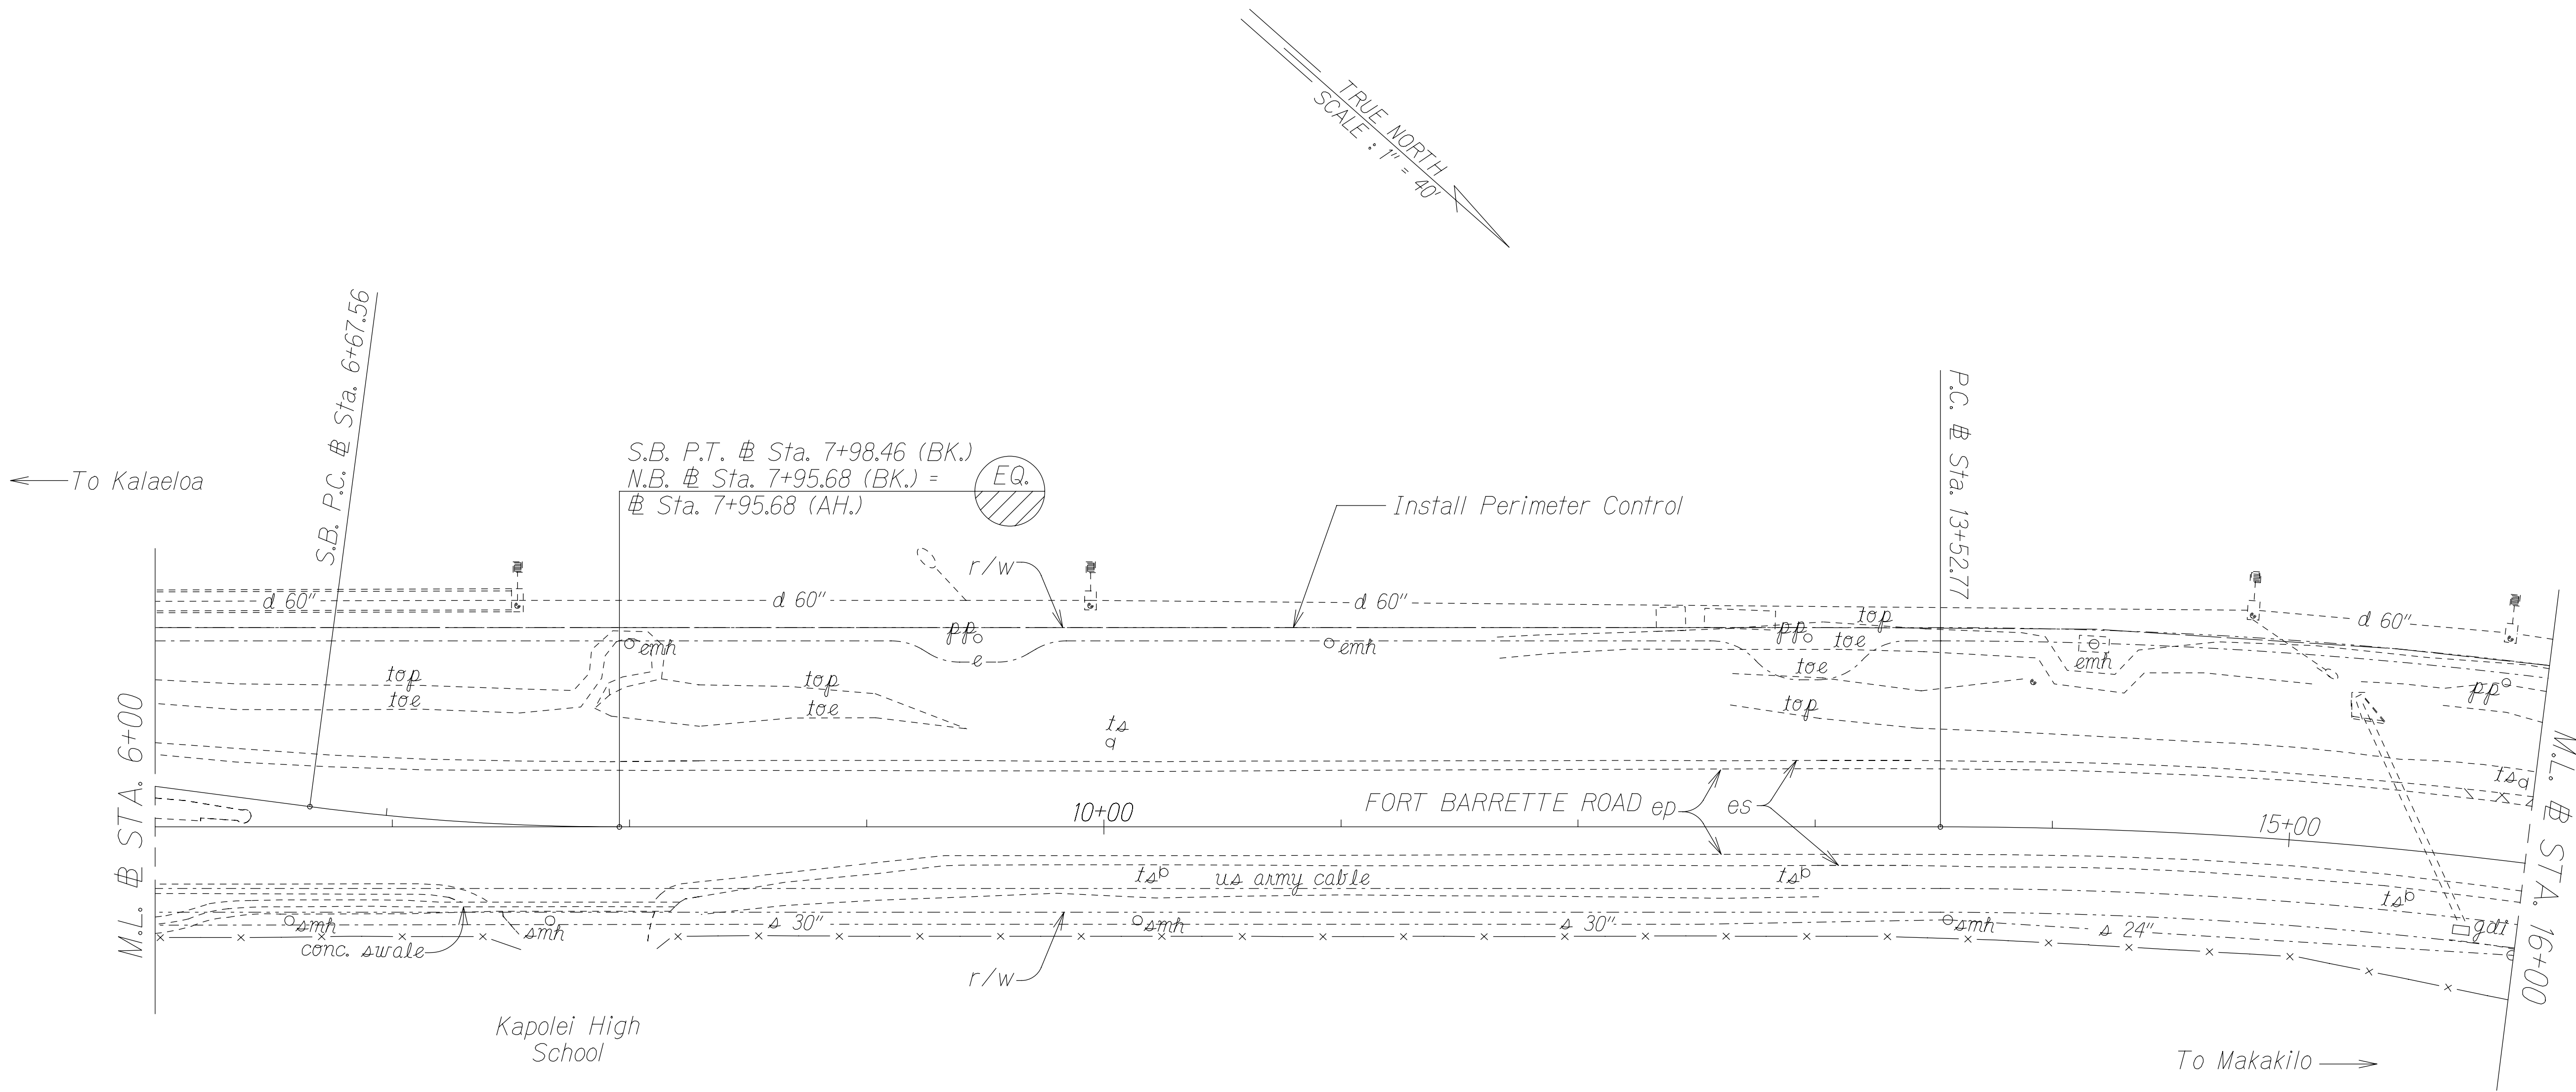 TRUE NORTH
SCALE : 1" = 40'
S.B. P.C. ⅊ Sta. 6+67.56
S.B. P.T. ⅊ Sta. 7+98.46 (BK.)
N.B. ⅊ Sta. 7+95.68 (BK.) =
⅊ Sta. 7+95.68 (AH.)
EQ.
P.C. ⅊ Sta. 13+52.77
To Kalaeloa
Install Perimeter Control
r/w
d 60"
d 60"
d 60"
d 60"
pp
emh
e
emh
pp
top
toe
toe
emh
pp
top
toe
top
toe
top
ts
ts
M.L. ⅊ STA. 6+00
10+00
FORT BARRETTE ROAD
ep
es
15+00
M.L. ⅊ STA. 16+00
ts
us army cable
ts
ts
smh
smh
s 30"
smh
s 30"
smh
s 24"
gdi
conc. swale
r/w
Kapolei High
School
To Makakilo